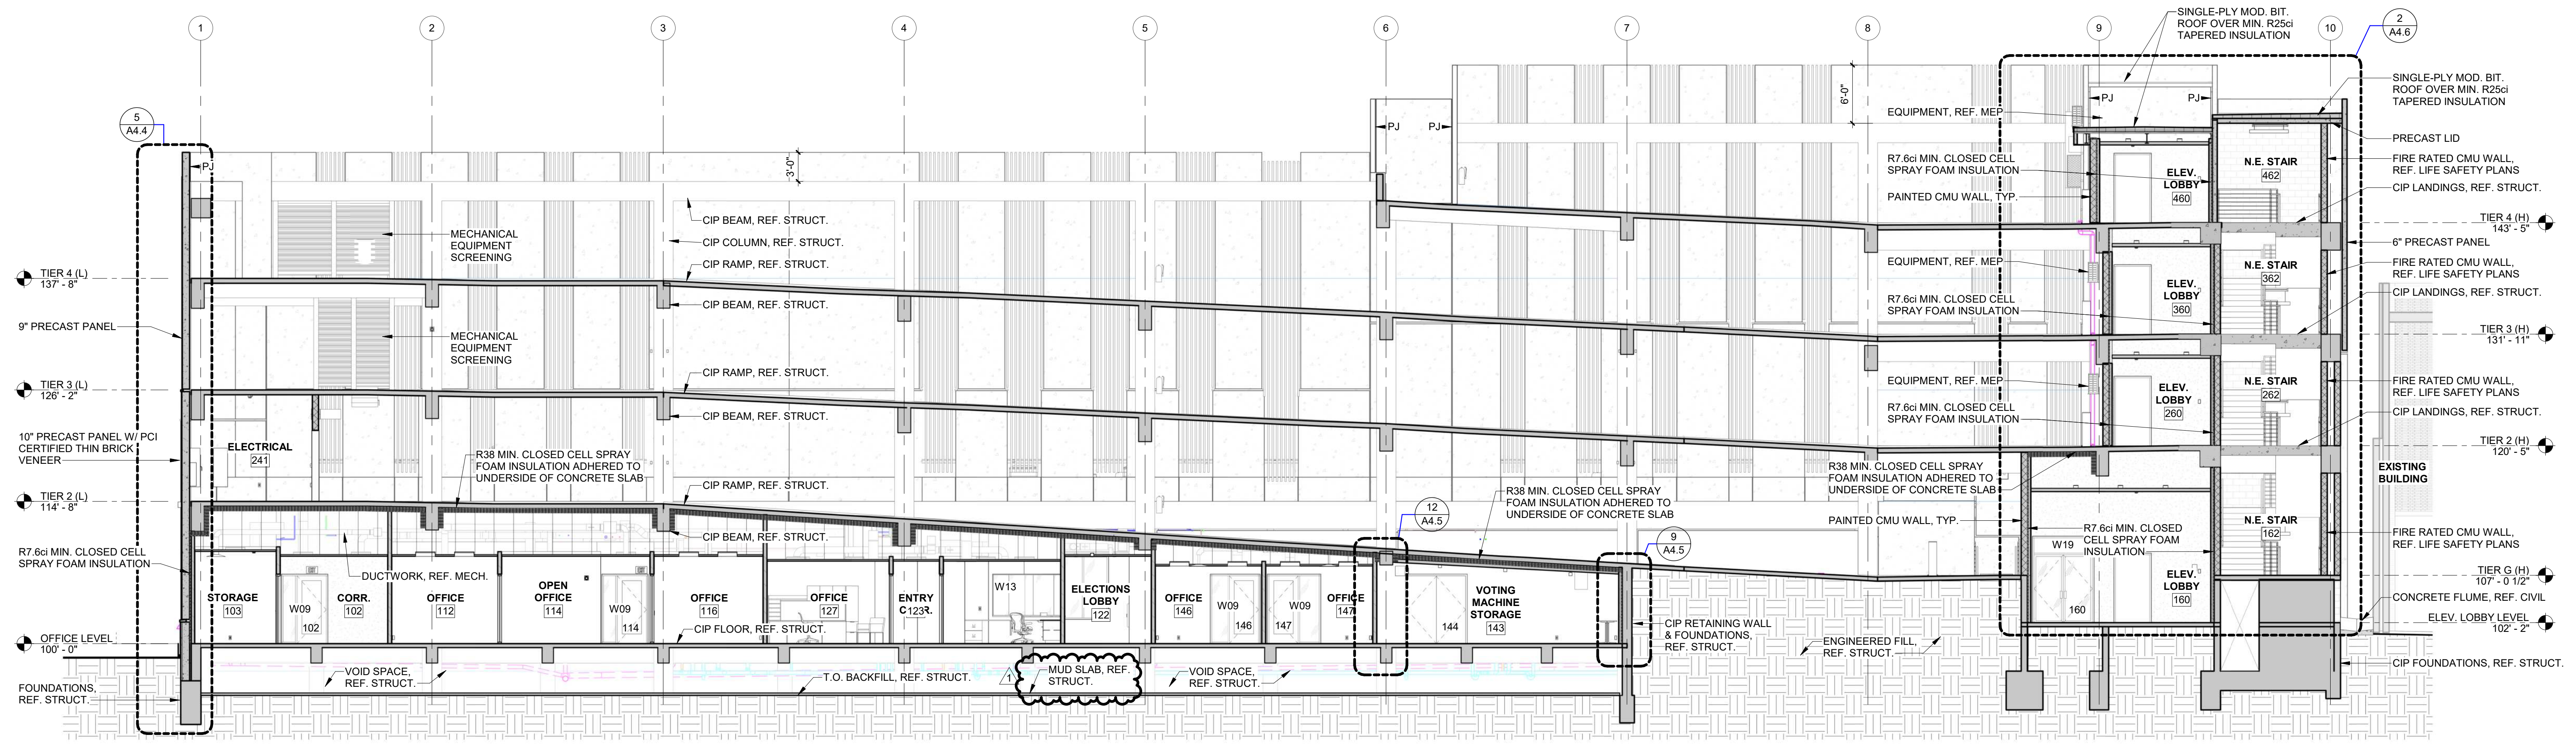 1
2
3
4
5
6
7
8
9
10
SINGLE-PLY MOD. BIT.
ROOF OVER MIN. R25ci
TAPERED INSULATION
2
A4.6
SINGLE-PLY MOD. BIT.
ROOF OVER MIN. R25ci
TAPERED INSULATION
5
A4.4
PJ
3'-0"
PJ
PJ
6'-0"
PJ
PJ
EQUIPMENT, REF. MEP
PRECAST LID
R7.6ci MIN. CLOSED CELL
SPRAY FOAM INSULATION
PAINTED CMU WALL, TYP.
ELEV.
LOBBY
460
N.E. STAIR
462
FIRE RATED CMU WALL,
REF. LIFE SAFETY PLANS
CIP LANDINGS, REF. STRUCT.
TIER 4 (H)
143' - 5"
6" PRECAST PANEL
CIP BEAM, REF. STRUCT.
CIP COLUMN, REF. STRUCT.
CIP RAMP, REF. STRUCT.
CIP BEAM, REF. STRUCT.
MECHANICAL
EQUIPMENT
SCREENING
TIER 4 (L)
137' - 8"
EQUIPMENT, REF. MEP
R7.6ci MIN. CLOSED CELL
SPRAY FOAM INSULATION
ELEV.
LOBBY
360
N.E. STAIR
362
FIRE RATED CMU WALL,
REF. LIFE SAFETY PLANS
CIP LANDINGS, REF. STRUCT.
TIER 3 (H)
131' - 11"
9" PRECAST PANEL
MECHANICAL
EQUIPMENT
SCREENING
CIP RAMP, REF. STRUCT.
CIP BEAM, REF. STRUCT.
TIER 3 (L)
126' - 2"
EQUIPMENT, REF. MEP
R7.6ci MIN. CLOSED CELL
SPRAY FOAM INSULATION
ELEV.
LOBBY
260
N.E. STAIR
262
FIRE RATED CMU WALL,
REF. LIFE SAFETY PLANS
CIP LANDINGS, REF. STRUCT.
TIER 2 (H)
120' - 5"
10" PRECAST PANEL W/ PCI
CERTIFIED THIN BRICK
VENEER
ELECTRICAL
241
R38 MIN. CLOSED CELL SPRAY
FOAM INSULATION ADHERED TO
UNDERSIDE OF CONCRETE SLAB
CIP RAMP, REF. STRUCT.
CIP BEAM, REF. STRUCT.
TIER 2 (L)
114' - 8"
R38 MIN. CLOSED CELL SPRAY
FOAM INSULATION ADHERED TO
UNDERSIDE OF CONCRETE SLAB
12
A4.5
9
A4.5
R38 MIN. CLOSED CELL SPRAY
FOAM INSULATION ADHERED TO
UNDERSIDE OF CONCRETE SLAB
PAINTED CMU WALL, TYP.
R7.6ci MIN. CLOSED
CELL SPRAY FOAM
INSULATION
W19
160
ELEV.
LOBBY
160
N.E. STAIR
162
EXISTING
BUILDING
FIRE RATED CMU WALL,
REF. LIFE SAFETY PLANS
TIER G (H)
107' - 0 1/2"
CONCRETE FLUME, REF. CIVIL
ELEV. LOBBY LEVEL
102' - 2"
CIP FOUNDATIONS, REF. STRUCT.
R7.6ci MIN. CLOSED CELL
SPRAY FOAM INSULATION
DUCTWORK, REF. MECH.
STORAGE
103
W09
102
CORR.
102
OFFICE
112
OPEN
OFFICE
114
W09
114
OFFICE
116
OFFICE
127
ENTRY
123
W13
ELECTIONS
LOBBY
122
OFFICE
146
W09
146
W09
147
OFFICE
147
144
VOTING
MACHINE
STORAGE
143
CIP FLOOR, REF. STRUCT.
OFFICE LEVEL
100' - 0"
CIP RETAINING WALL
& FOUNDATIONS,
REF. STRUCT.
ENGINEERED FILL,
REF. STRUCT.
FOUNDATIONS,
REF. STRUCT.
VOID SPACE,
REF. STRUCT.
T.O. BACKFILL, REF. STRUCT.
1
MUD SLAB, REF.
STRUCT.
VOID SPACE,
REF. STRUCT.